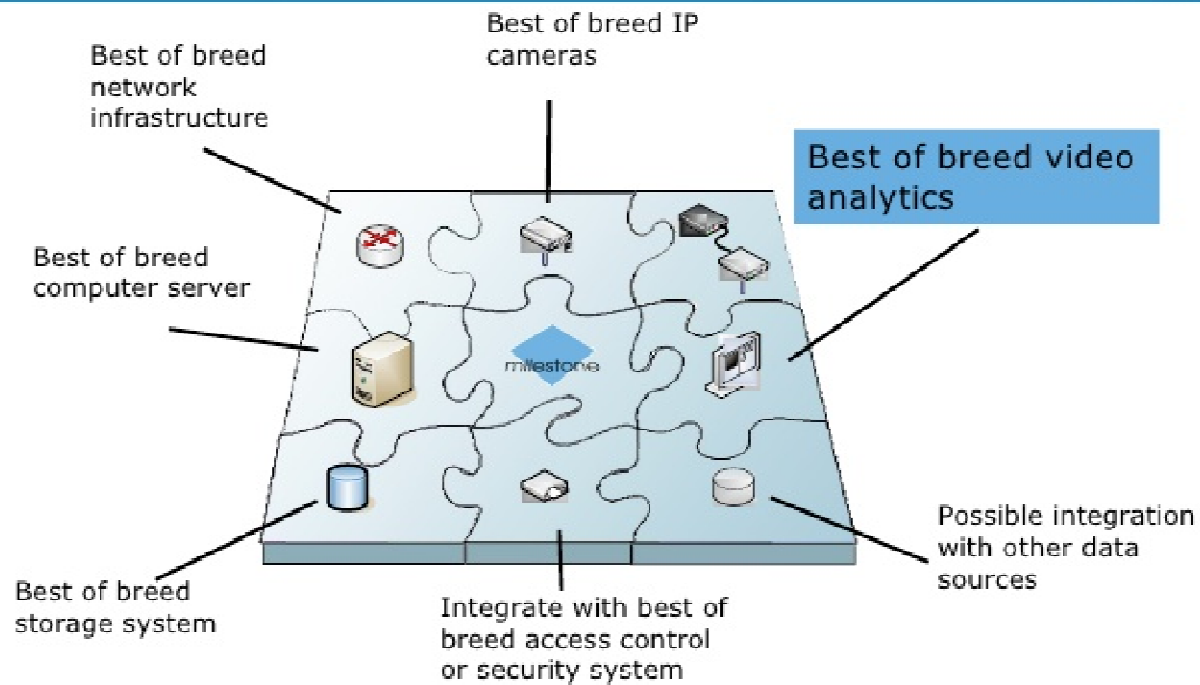 Best of breed IP
cameras
Best of breed
network
infrastructure
Best of breed video
analytics
Best of breed
computer server
milestone
Possible integration
with other data
sources
Best of breed
storage system
Integrate with best of
breed access control
or security system